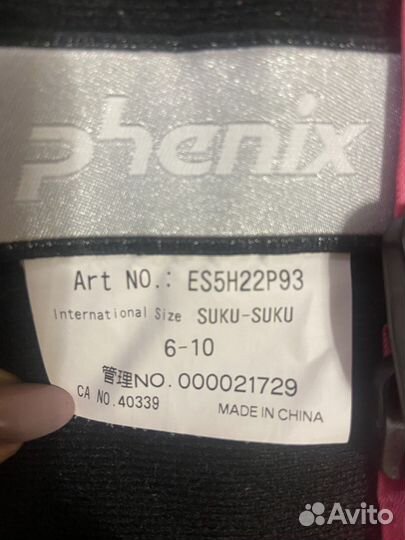 phenix
Art NO.: ES5H22P93
International Size SUKU-SUKU
6-10
管理NO. 000021729
CA NO. 40339
MADE IN CHINA
Avito